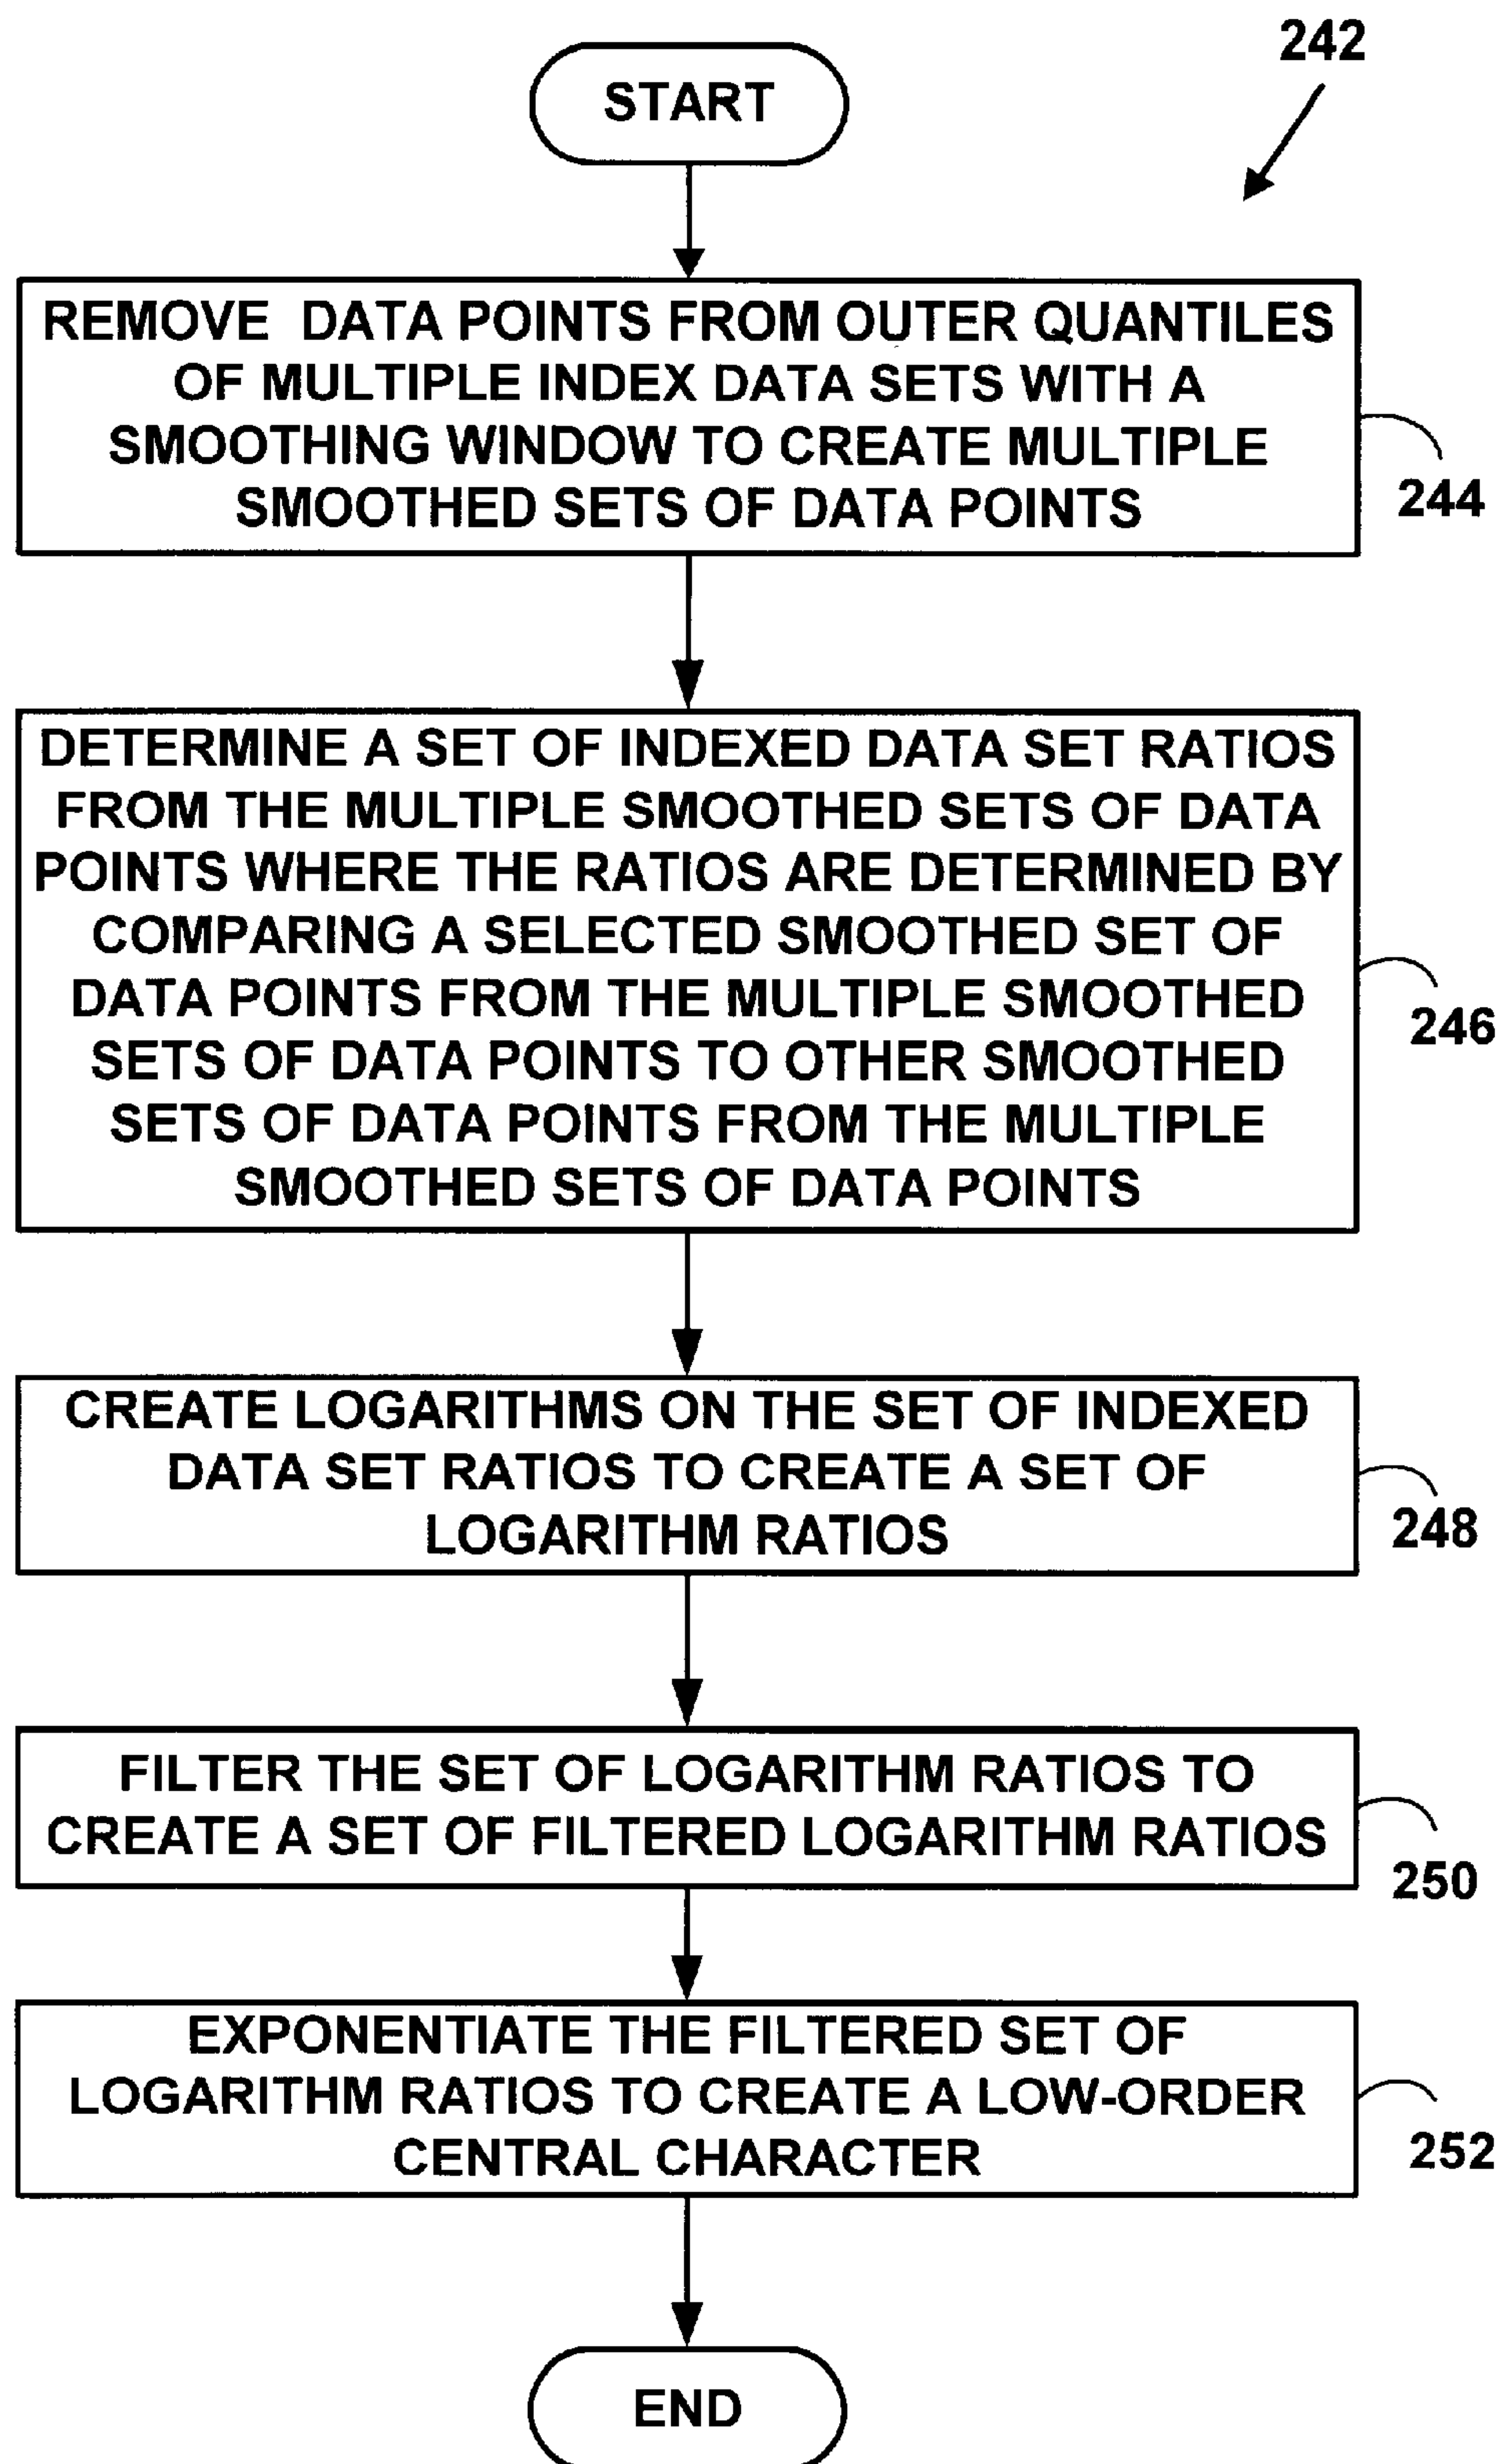 242
START
REMOVE DATA POINTS FROM OUTER QUANTILES
OF MULTIPLE INDEX DATA SETS WITH A
SMOOTHING WINDOW TO CREATE MULTIPLE
SMOOTHED SETS OF DATA POINTS
244
DETERMINE A SET OF INDEXED DATA SET RATIOS
FROM THE MULTIPLE SMOOTHED SETS OF DATA
POINTS WHERE THE RATIOS ARE DETERMINED BY
COMPARING A SELECTED SMOOTHED SET OF
DATA POINTS FROM THE MULTIPLE SMOOTHED
SETS OF DATA POINTS TO OTHER SMOOTHED
SETS OF DATA POINTS FROM THE MULTIPLE
SMOOTHED SETS OF DATA POINTS
246
CREATE LOGARITHMS ON THE SET OF INDEXED
DATA SET RATIOS TO CREATE A SET OF
LOGARITHM RATIOS
248
FILTER THE SET OF LOGARITHM RATIOS TO
CREATE A SET OF FILTERED LOGARITHM RATIOS
250
EXPONENTIATE THE FILTERED SET OF
LOGARITHM RATIOS TO CREATE A LOW-ORDER
CENTRAL CHARACTER
252
END